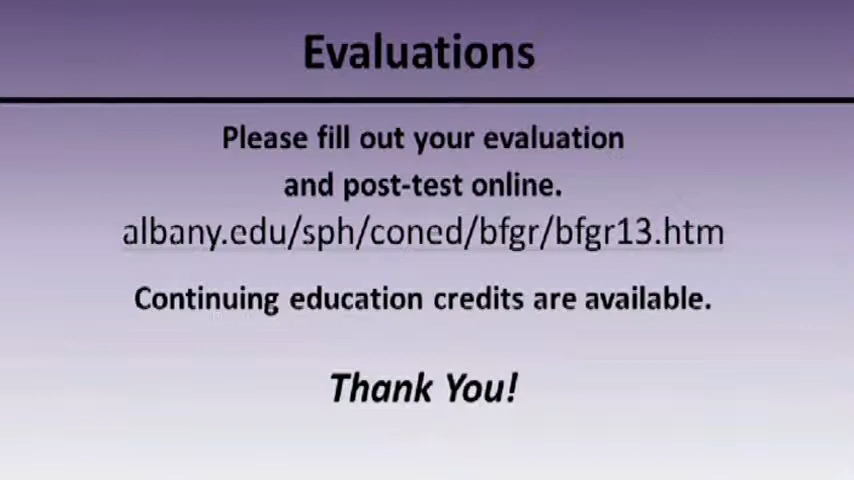 Evaluations
Please fill out your evaluation
and post-test online.
albany.edu/sph/coned/bfgr/bfgr13.htm
Continuing education credits are available.
Thank You!